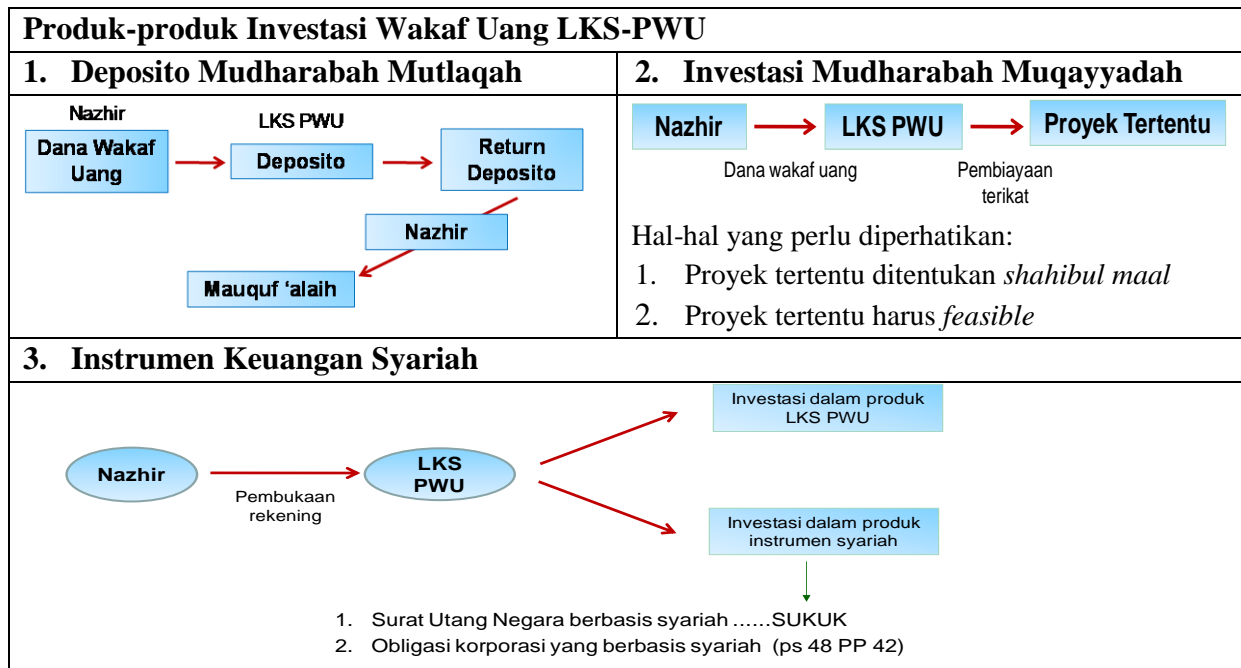 Produk-produk Investasi Wakaf Uang LKS-PWU
1. Deposito Mudharabah Mutlaqah
Nazhir
Dana Wakaf
Uang
LKS PWU
Deposito
Return
Deposito
Nazhir
Mauquf ‘alaih
2. Investasi Mudharabah Muqayyadah
Nazhir
LKS PWU
Proyek Tertentu
Dana wakaf uang
Pembiayaan
terikat
Hal-hal yang perlu diperhatikan:
1. Proyek tertentu ditentukan shahibul maal
2. Proyek tertentu harus feasible
3. Instrumen Keuangan Syariah
Nazhir
Pembukaan
rekening
LKS
PWU
Investasi dalam produk
LKS PWU
Investasi dalam produk
instrumen syariah
1. Surat Utang Negara berbasis syariah ......SUKUK
2. Obligasi korporasi yang berbasis syariah (ps 48 PP 42)